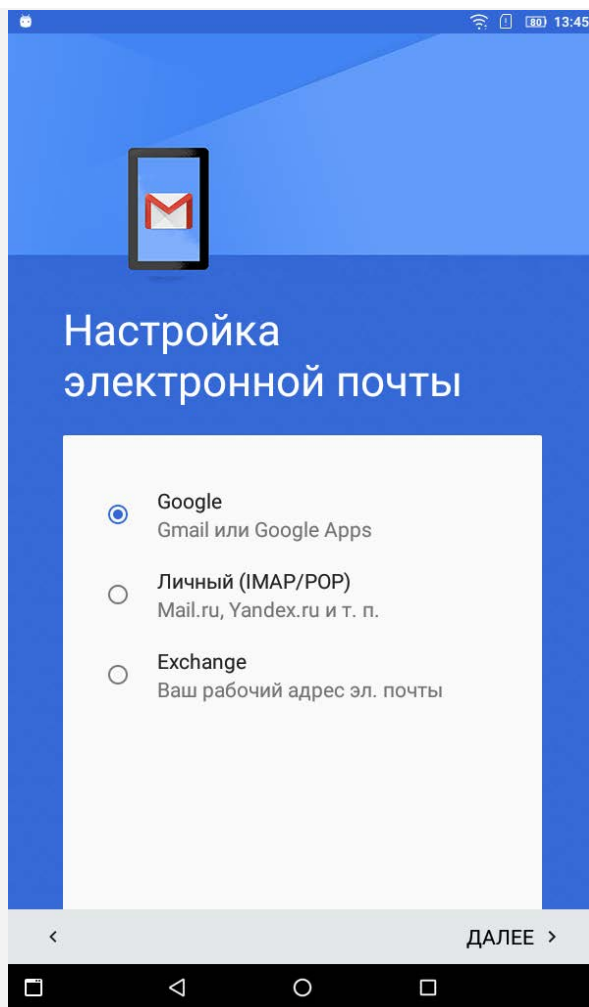 80 13:45
Настройка
электронной почты
Google
Gmail или Google Apps
Личный (IMAP/POP)
Mail.ru, Yandex.ru и т. п.
Exchange
Ваш рабочий адрес эл. почты
ДАЛЕЕ